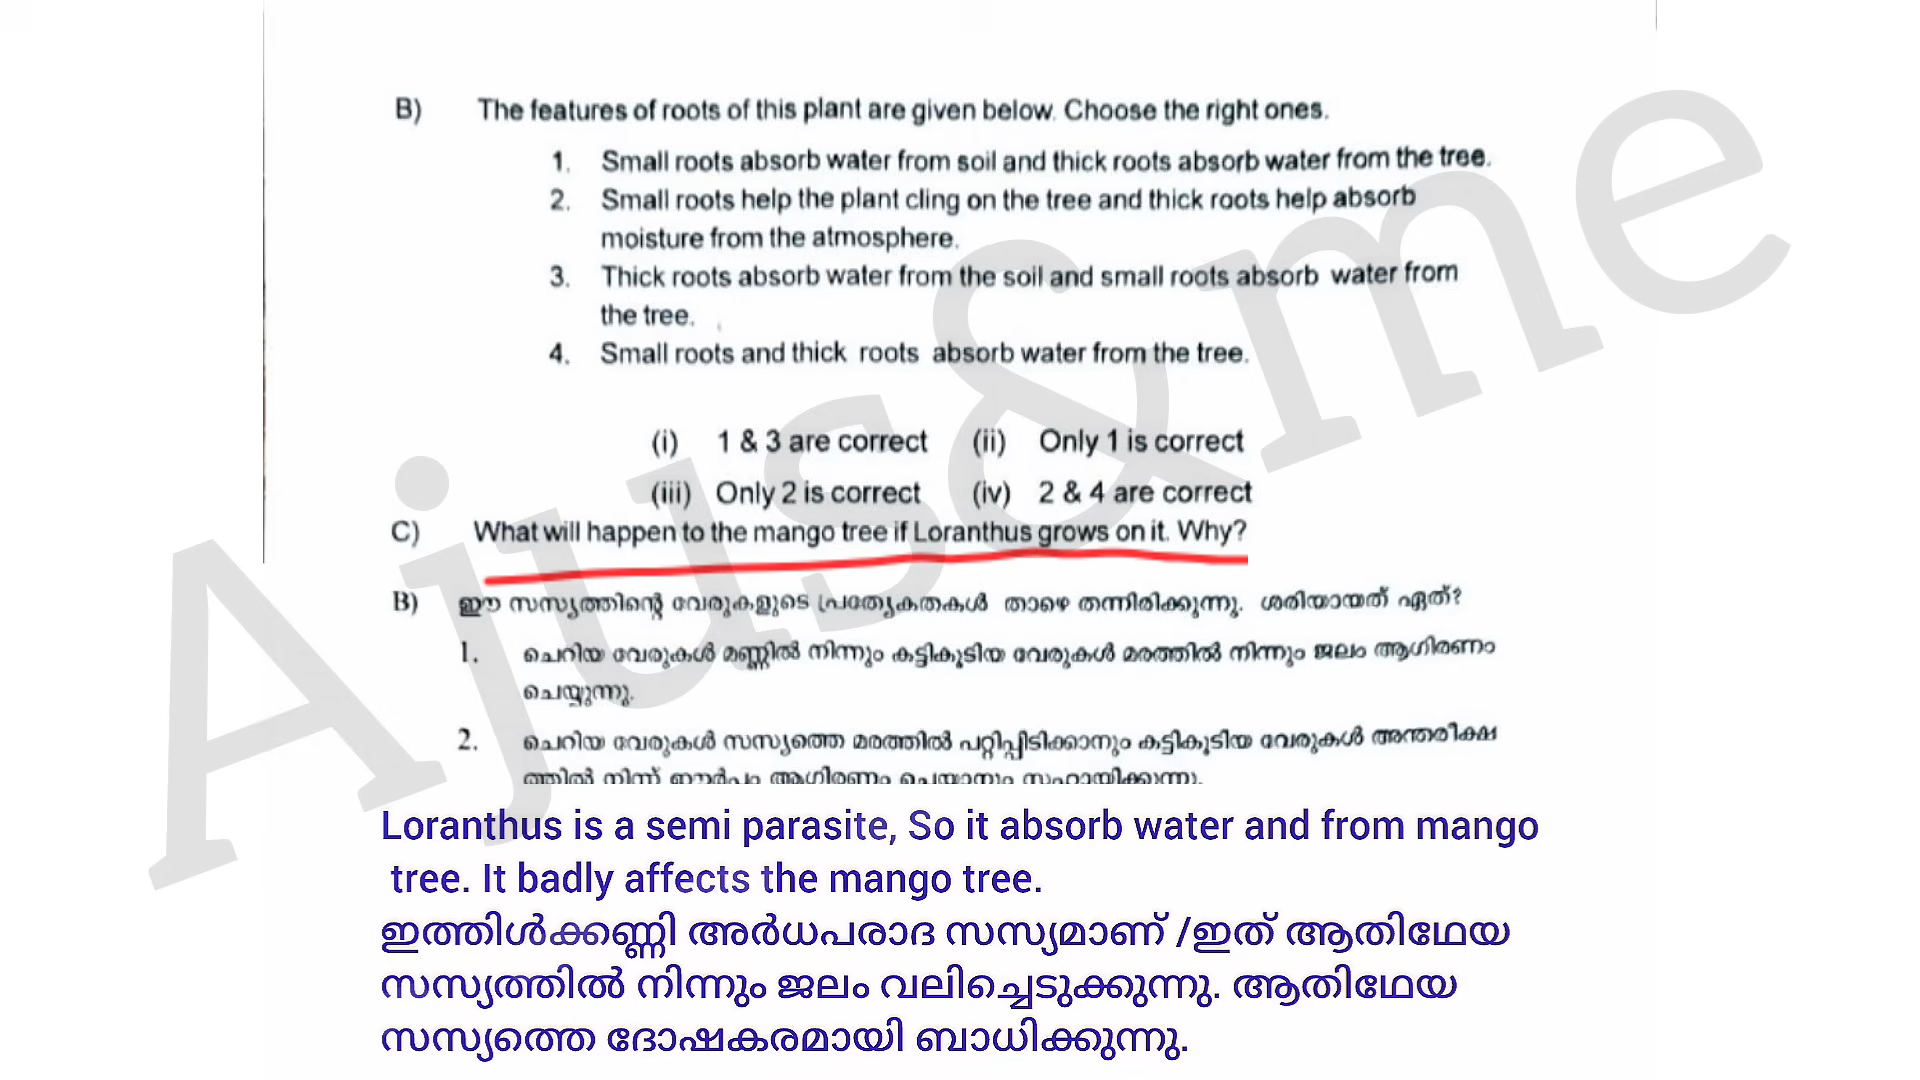 B) The features of roots of this plant are given below. Choose the right ones.
1. Small roots absorb water from soil and thick roots absorb water from the tree.
2. Small roots help the plant cling on the tree and thick roots help absorb
moisture from the atmosphere.
3. Thick roots absorb water from the soil and small roots absorb water from
the tree.
4. Small roots and thick roots absorb water from the tree.
(i) 1 & 3 are correct (ii) Only 1 is correct
(iii) Only 2 is correct (iv) 2 & 4 are correct
C) What will happen to the mango tree if Loranthus grows on it. Why?
B) ഈ സസ്യത്തിന്റെ വേരുകളുടെ പ്രത്യേകതകൾ താഴെ തന്നിരിക്കുന്നു. ശരിയായത് ഏത്?
1. ചെറിയ വേരുകൾ മണ്ണിൽ നിന്നും കട്ടികൂടിയ വേരുകൾ മരത്തിൽ നിന്നും ജലം ആഗിരണം
ചെയ്യുന്നു.
2. ചെറിയ വേരുകൾ സസ്യത്തെ മരത്തിൽ പറ്റിപ്പിടിക്കാനും കട്ടികൂടിയ വേരുകൾ അന്തരീക്ഷ
ത്തിൽ നിന്ന് ഈർപ്പം ആഗിരണം ചെയ്യാനും സഹായിക്കുന്നു.
Loranthus is a semi parasite, So it absorb water and from mango
tree. It badly affects the mango tree.
ഇത്തിൾക്കണ്ണി അർധപരാദ സസ്യമാണ് /ഇത് ആതിഥേയ
സസ്യത്തിൽ നിന്നും ജലം വലിച്ചെടുക്കുന്നു. ആതിഥേയ
സസ്യത്തെ ദോഷകരമായി ബാധിക്കുന്നു.
Ajus&me